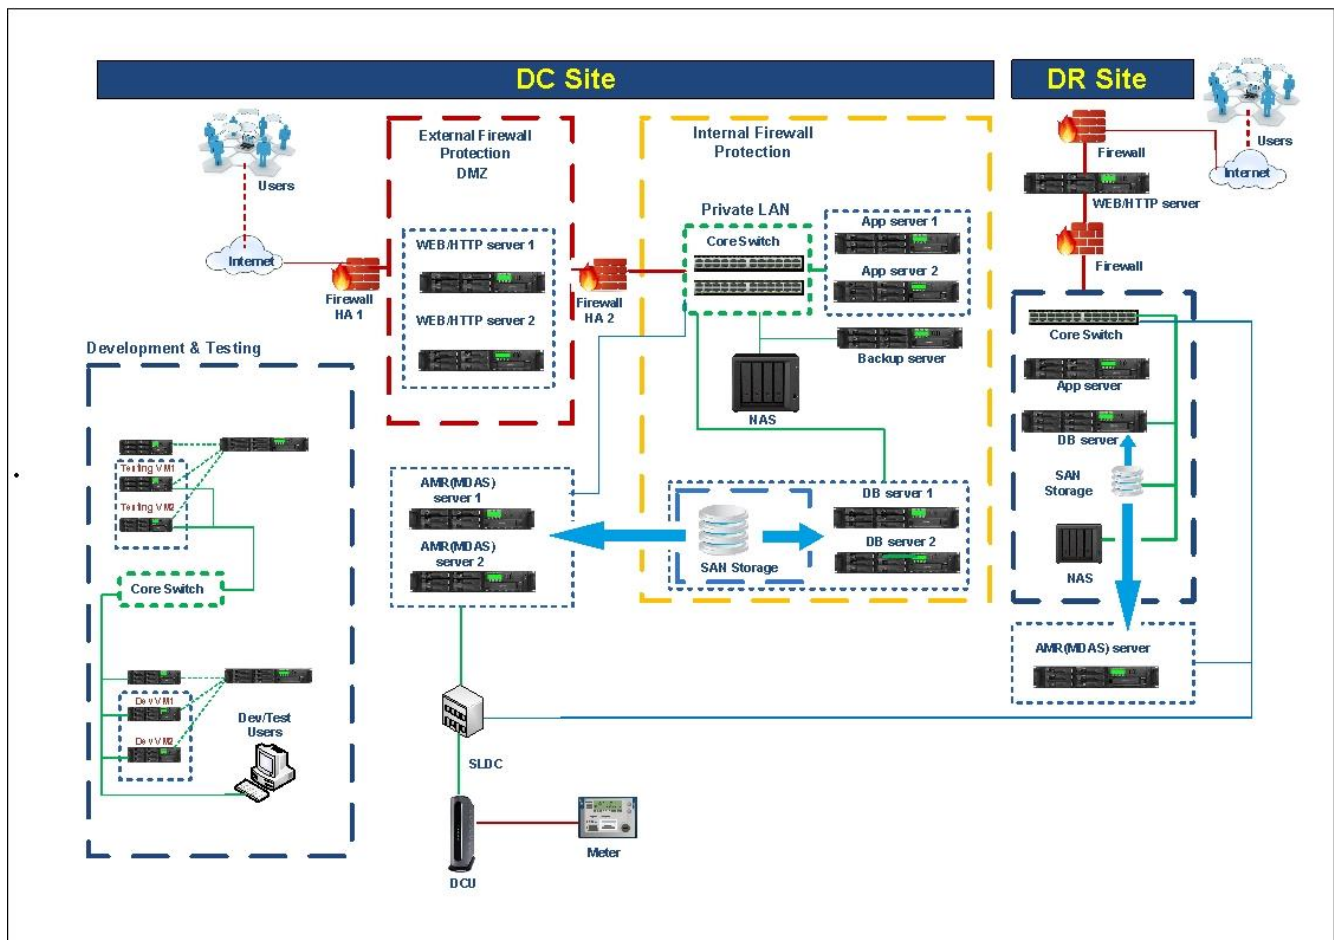 DC Site
DR Site
Users
Internet
Firewall
HA 1
External Firewall
Protection
DMZ
WEB/HTTP server 1
WEB/HTTP server 2
Firewall
HA 2
Internal Firewall
Protection
Private LAN
Core Switch
App server 1
App server 2
Backup server
NAS
DB server 1
DB server 2
SAN Storage
AMR(MDAS)
server 1
AMR(MDAS)
server 2
SLDC
DCU
Meter
Development & Testing
Testing VM1
Testing VM2
Core Switch
Dev VM1
Dev VM2
Dev/Test
Users
Users
Internet
Firewall
WEB/HTTP server
Firewall
Core Switch
App server
DB server
SAN
Storage
NAS
AMR(MDAS) server